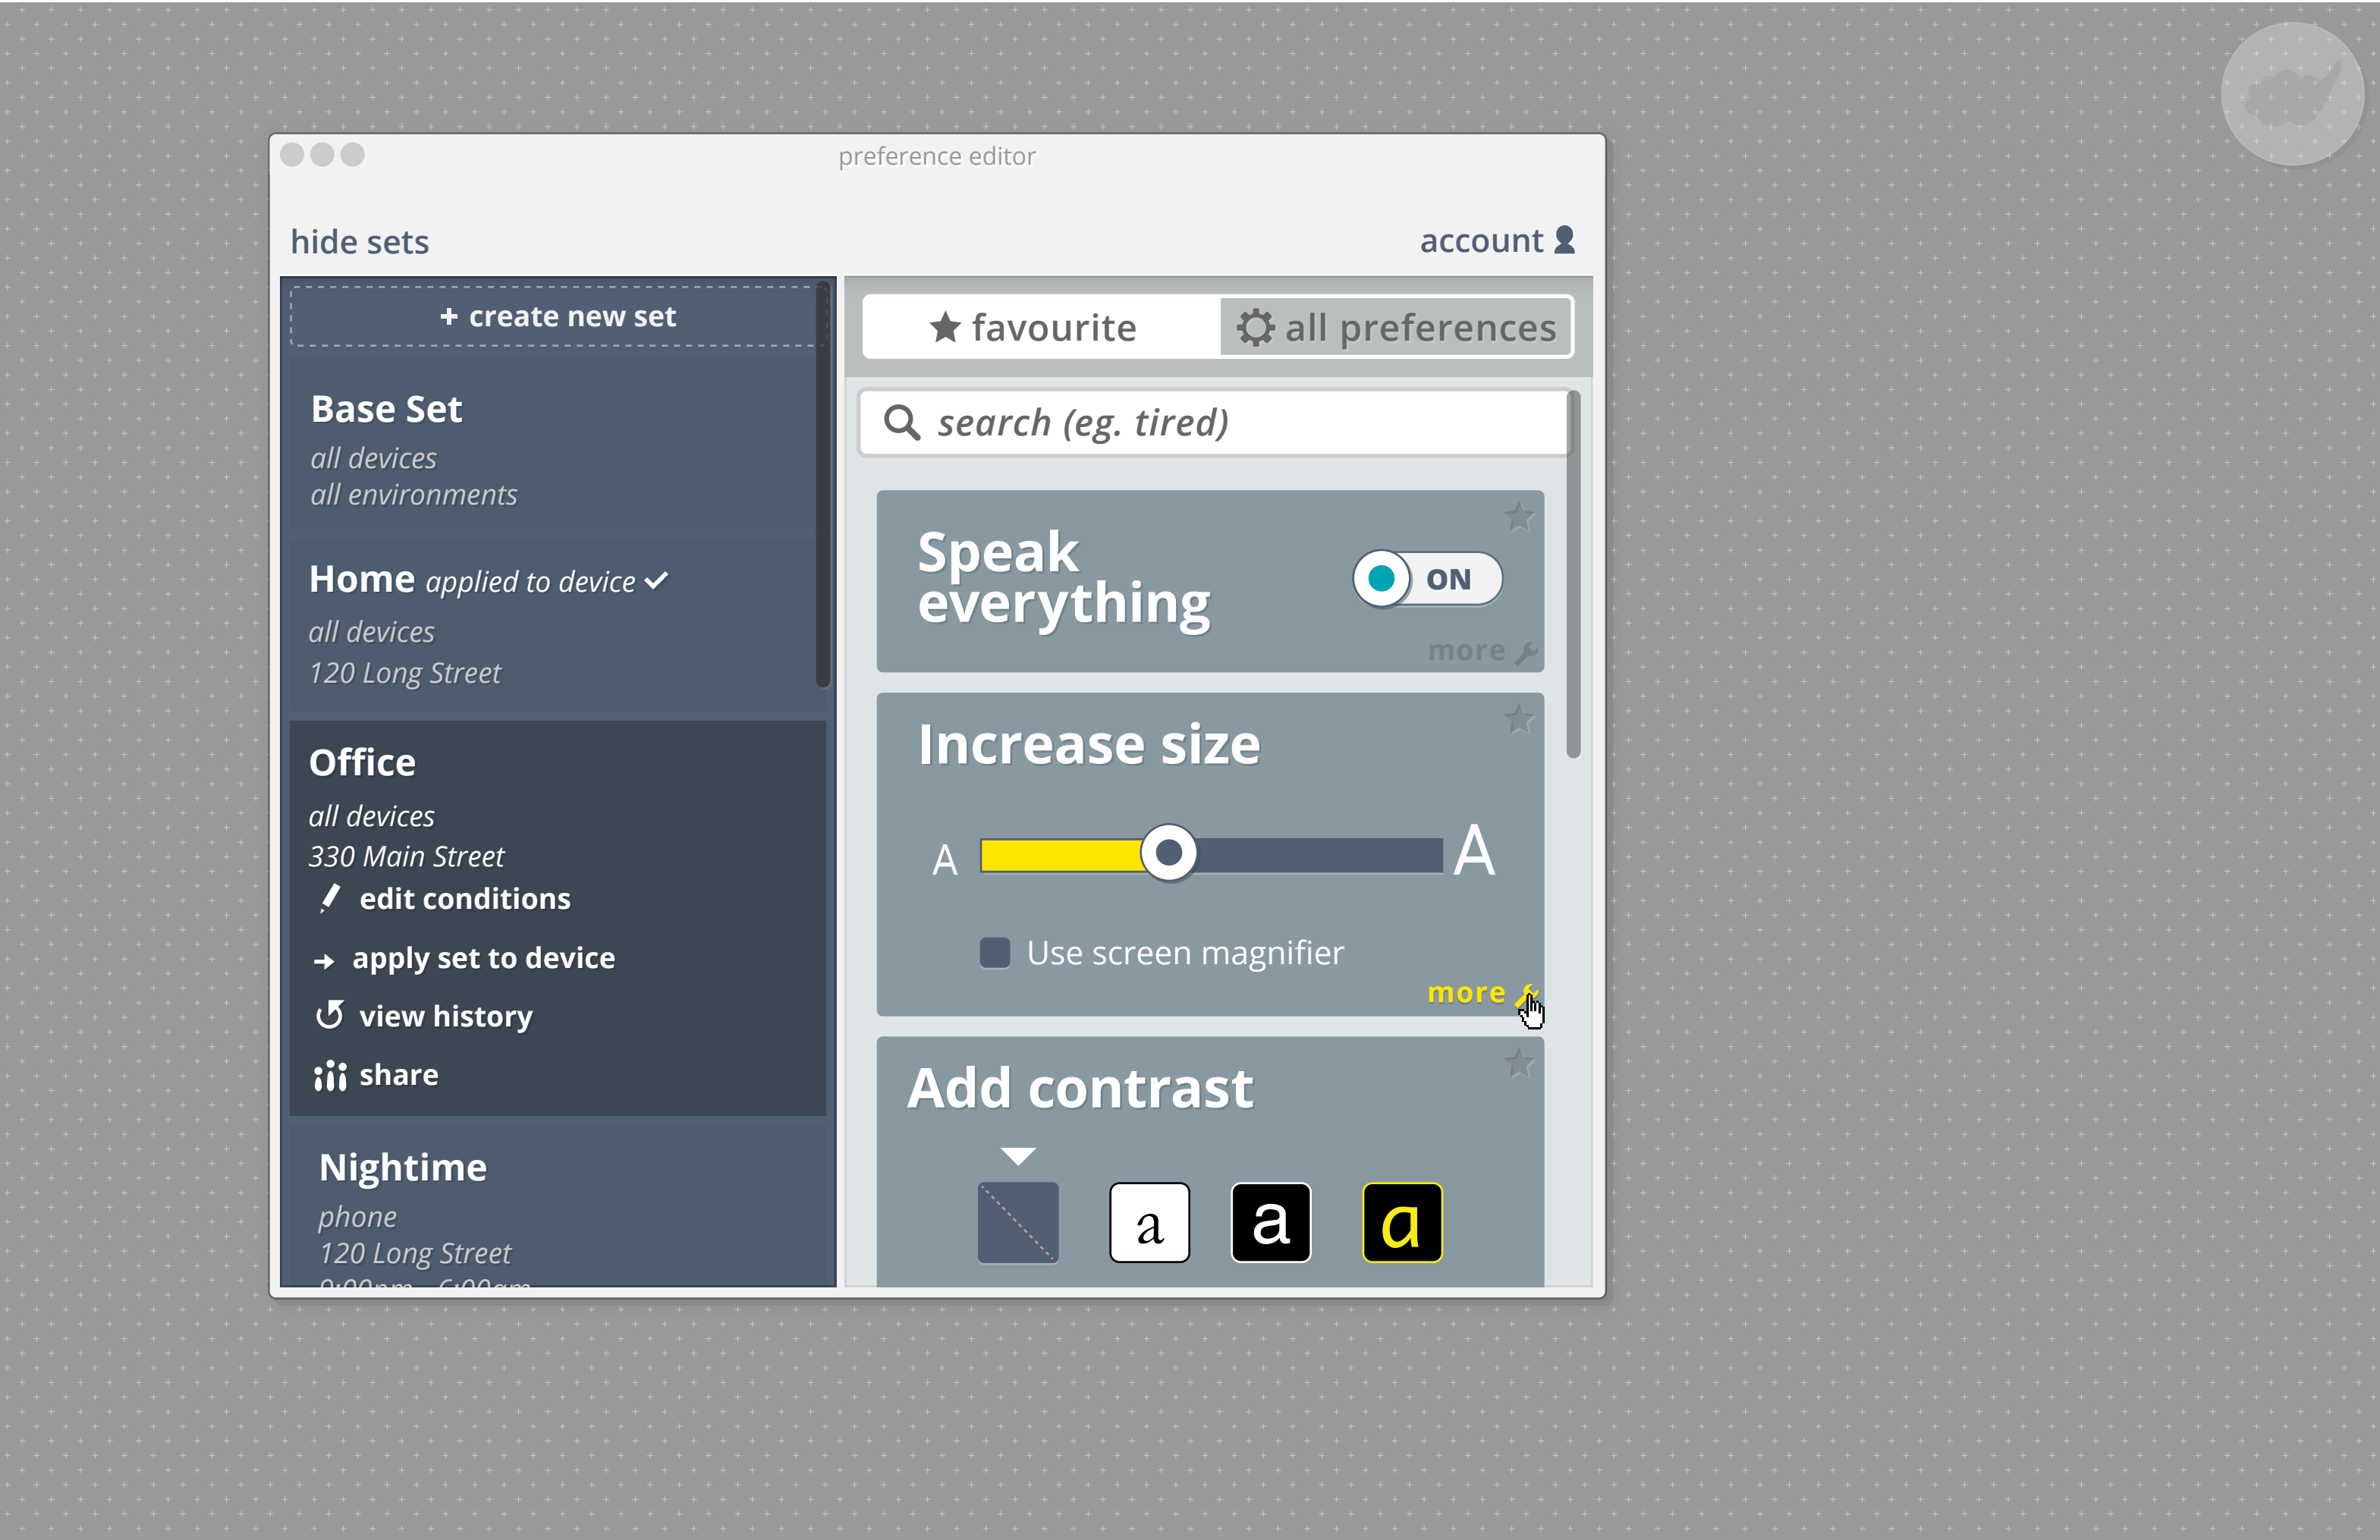 preference editor
hide sets
account
+ create new set
Base Set
all devices
all environments
Home applied to device
all devices
120 Long Street
Office
all devices
330 Main Street
edit conditions
apply set to device
view history
share
Nightime
phone
120 Long Street
favourite
all preferences
search (eg. tired)
Speak
everything
ON
more
Increase size
A A
Use screen magnifier
more
Add contrast
a a a